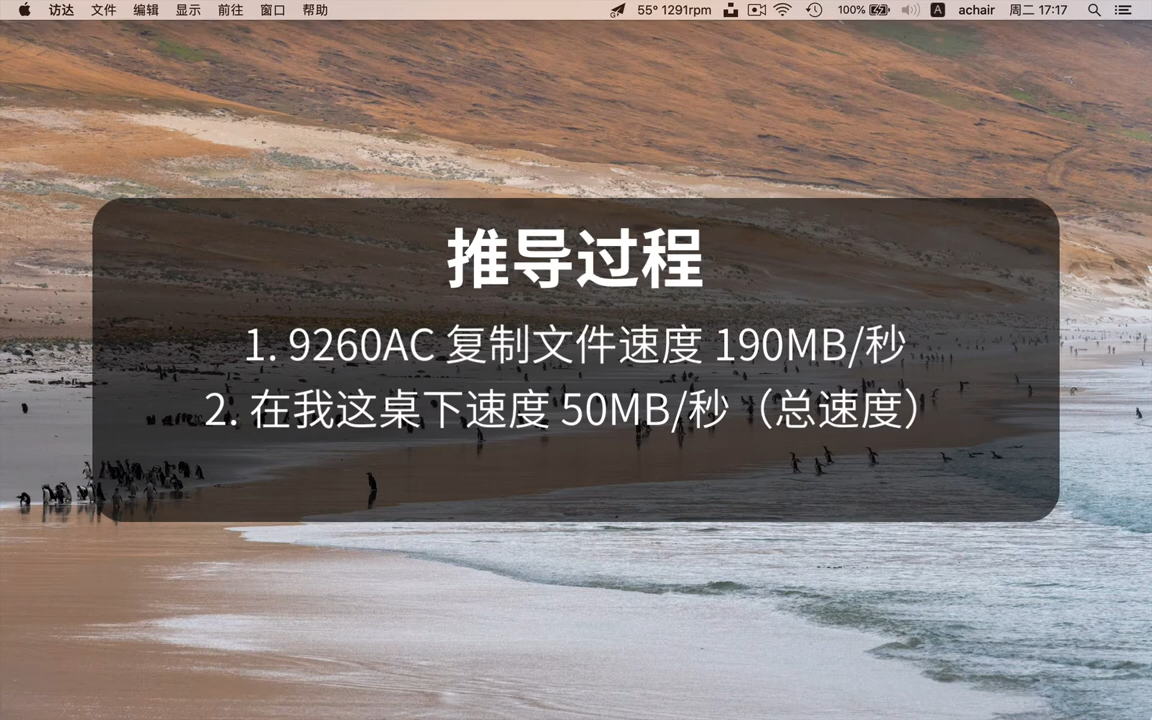 访达 文件 编辑 显示 前往 窗口 帮助 55° 1291rpm 100% A achair 周二 17:17
推导过程
1. 9260AC 复制文件速度 190MB/秒
2. 在我这桌下速度 50MB/秒（总速度）